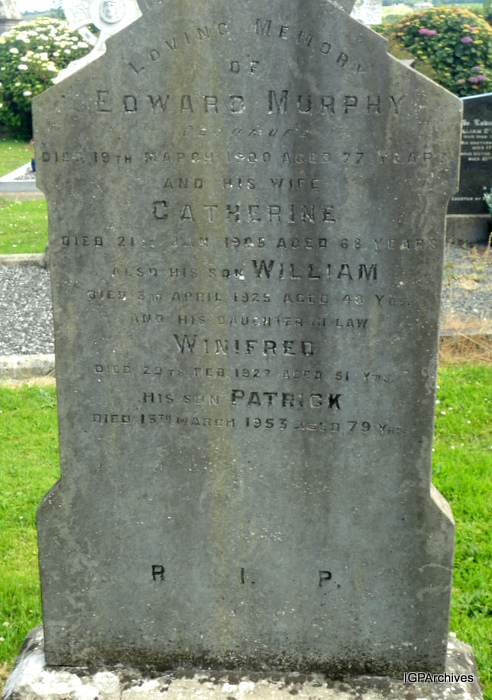 Loving Memory
OF
Edward Murphy
Died 19th March 1900 Aged 77 Years
AND HIS WIFE
Catherine
Died 21st Jan 1905 Aged 68 Years
Also his son William
Died 3rd April 1925 Aged 48 Yrs
AND HIS DAUGHTER IN LAW
Winifred
Died 29th Feb 1927 Aged 51 Yrs
His son Patrick
Died 13th March 1953 Aged 79 Yrs
R. I. P.
IGPArchives